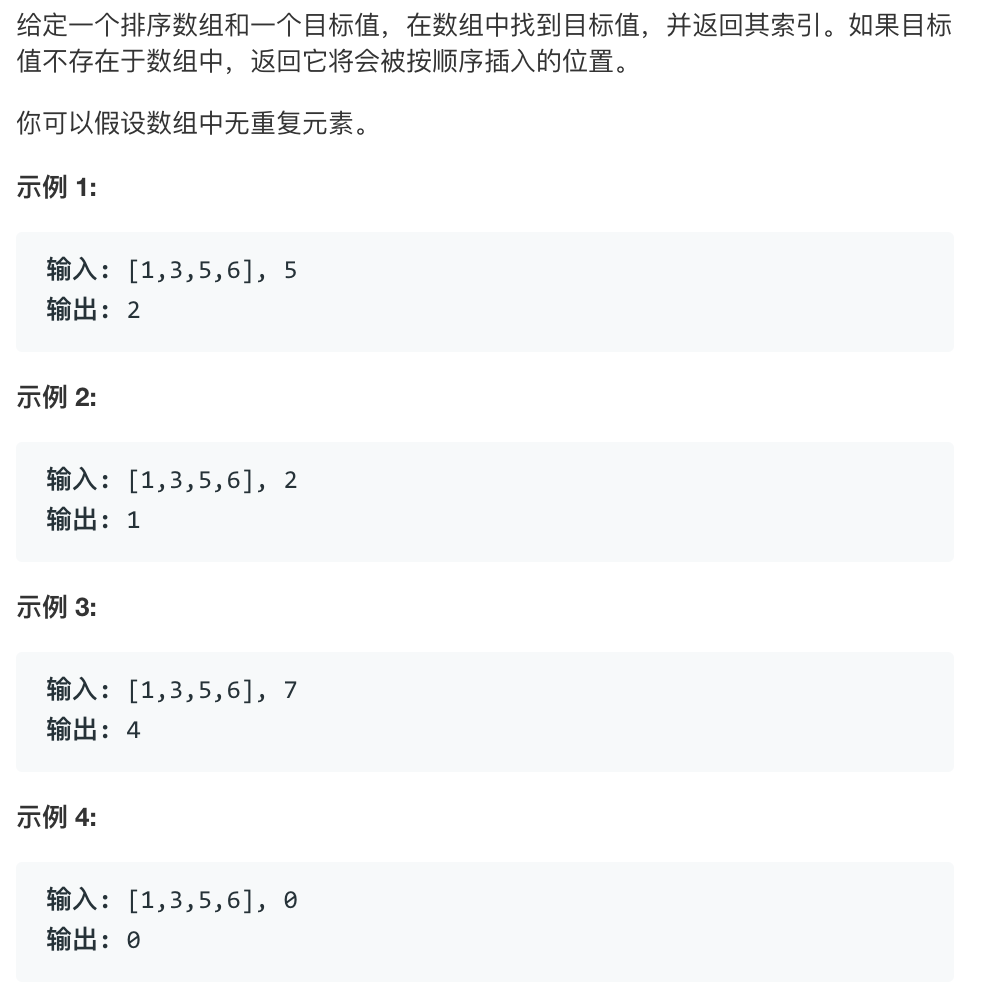 给定一个排序数组和一个目标值，在数组中找到目标值，并返回其索引。如果目标
值不存在于数组中，返回它将会被按顺序插入的位置。
你可以假设数组中无重复元素。
示例 1:
输入: [1,3,5,6], 5
输出: 2
示例 2:
输入: [1,3,5,6], 2
输出: 1
示例 3:
输入: [1,3,5,6], 7
输出: 4
示例 4:
输入: [1,3,5,6], 0
输出: 0